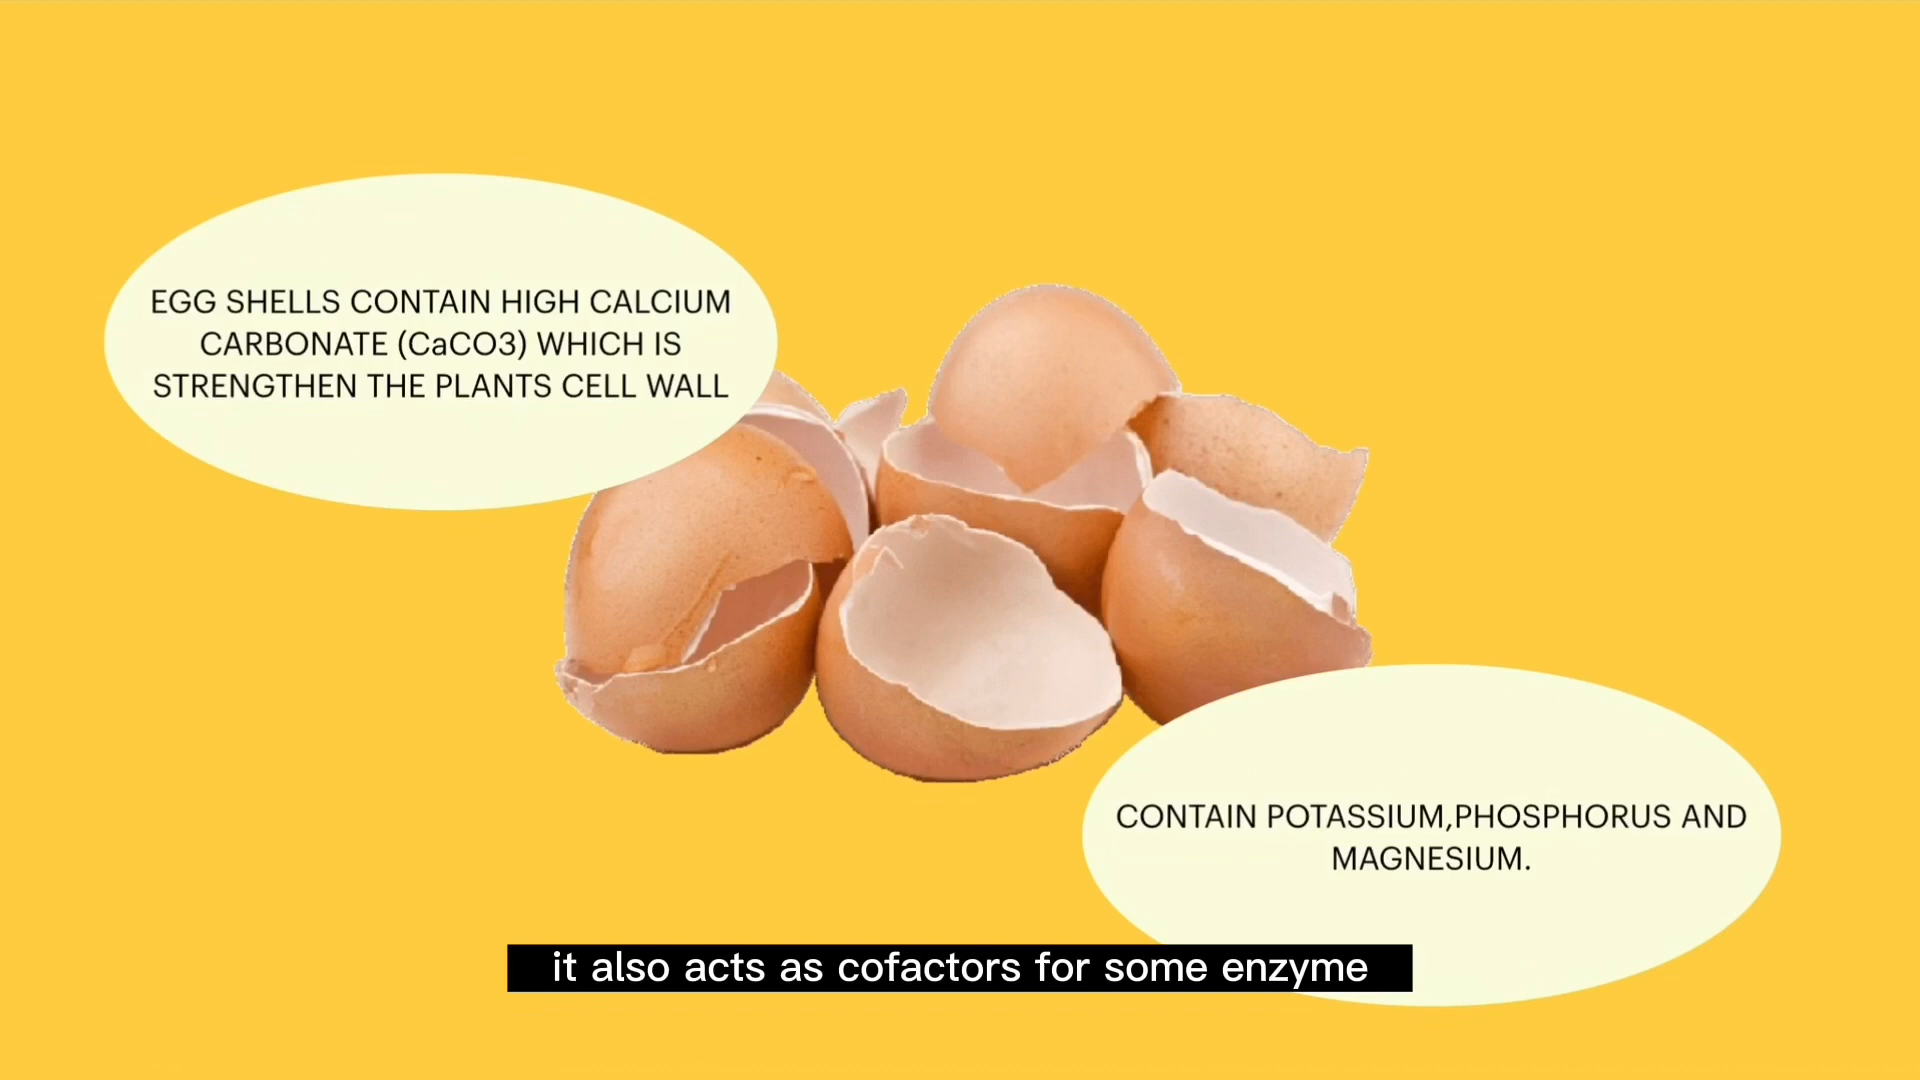 EGG SHELLS CONTAIN HIGH CALCIUM
CARBONATE (CaCO3) WHICH IS
STRENGTHEN THE PLANTS CELL WALL
CONTAIN POTASSIUM,PHOSPHORUS AND
MAGNESIUM.
it also acts as cofactors for some enzyme